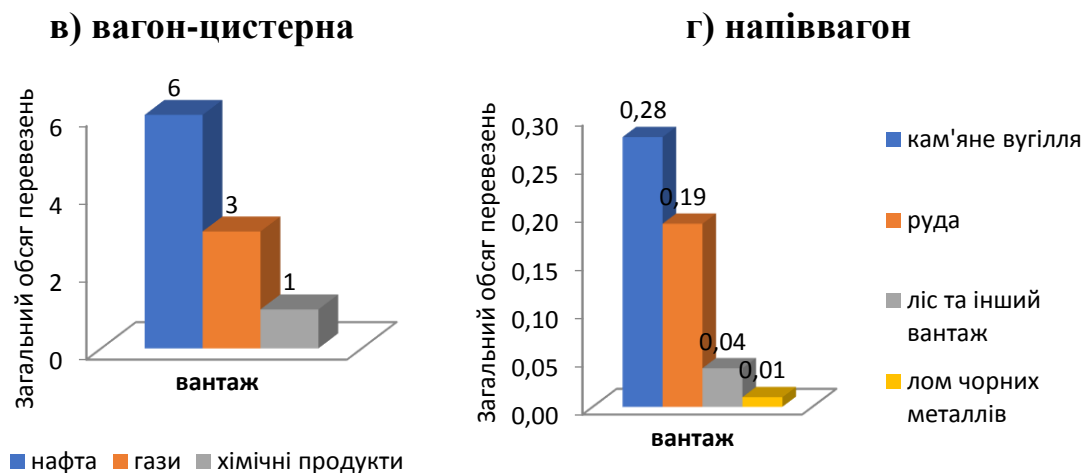 в) вагон-цистерна
Загальний обсяг перевезень
6
4
2
0
6
3
1
вантаж
нафта гази хімічні продукти
г) напіввагон
Загальний обсяг перевезень
0,30
0,25
0,20
0,15
0,10
0,05
0,00
0,28
0,19
0,04
0,01
вантаж
кам'яне вугілля
руда
ліс та інший
вантаж
лом чорних
металлів